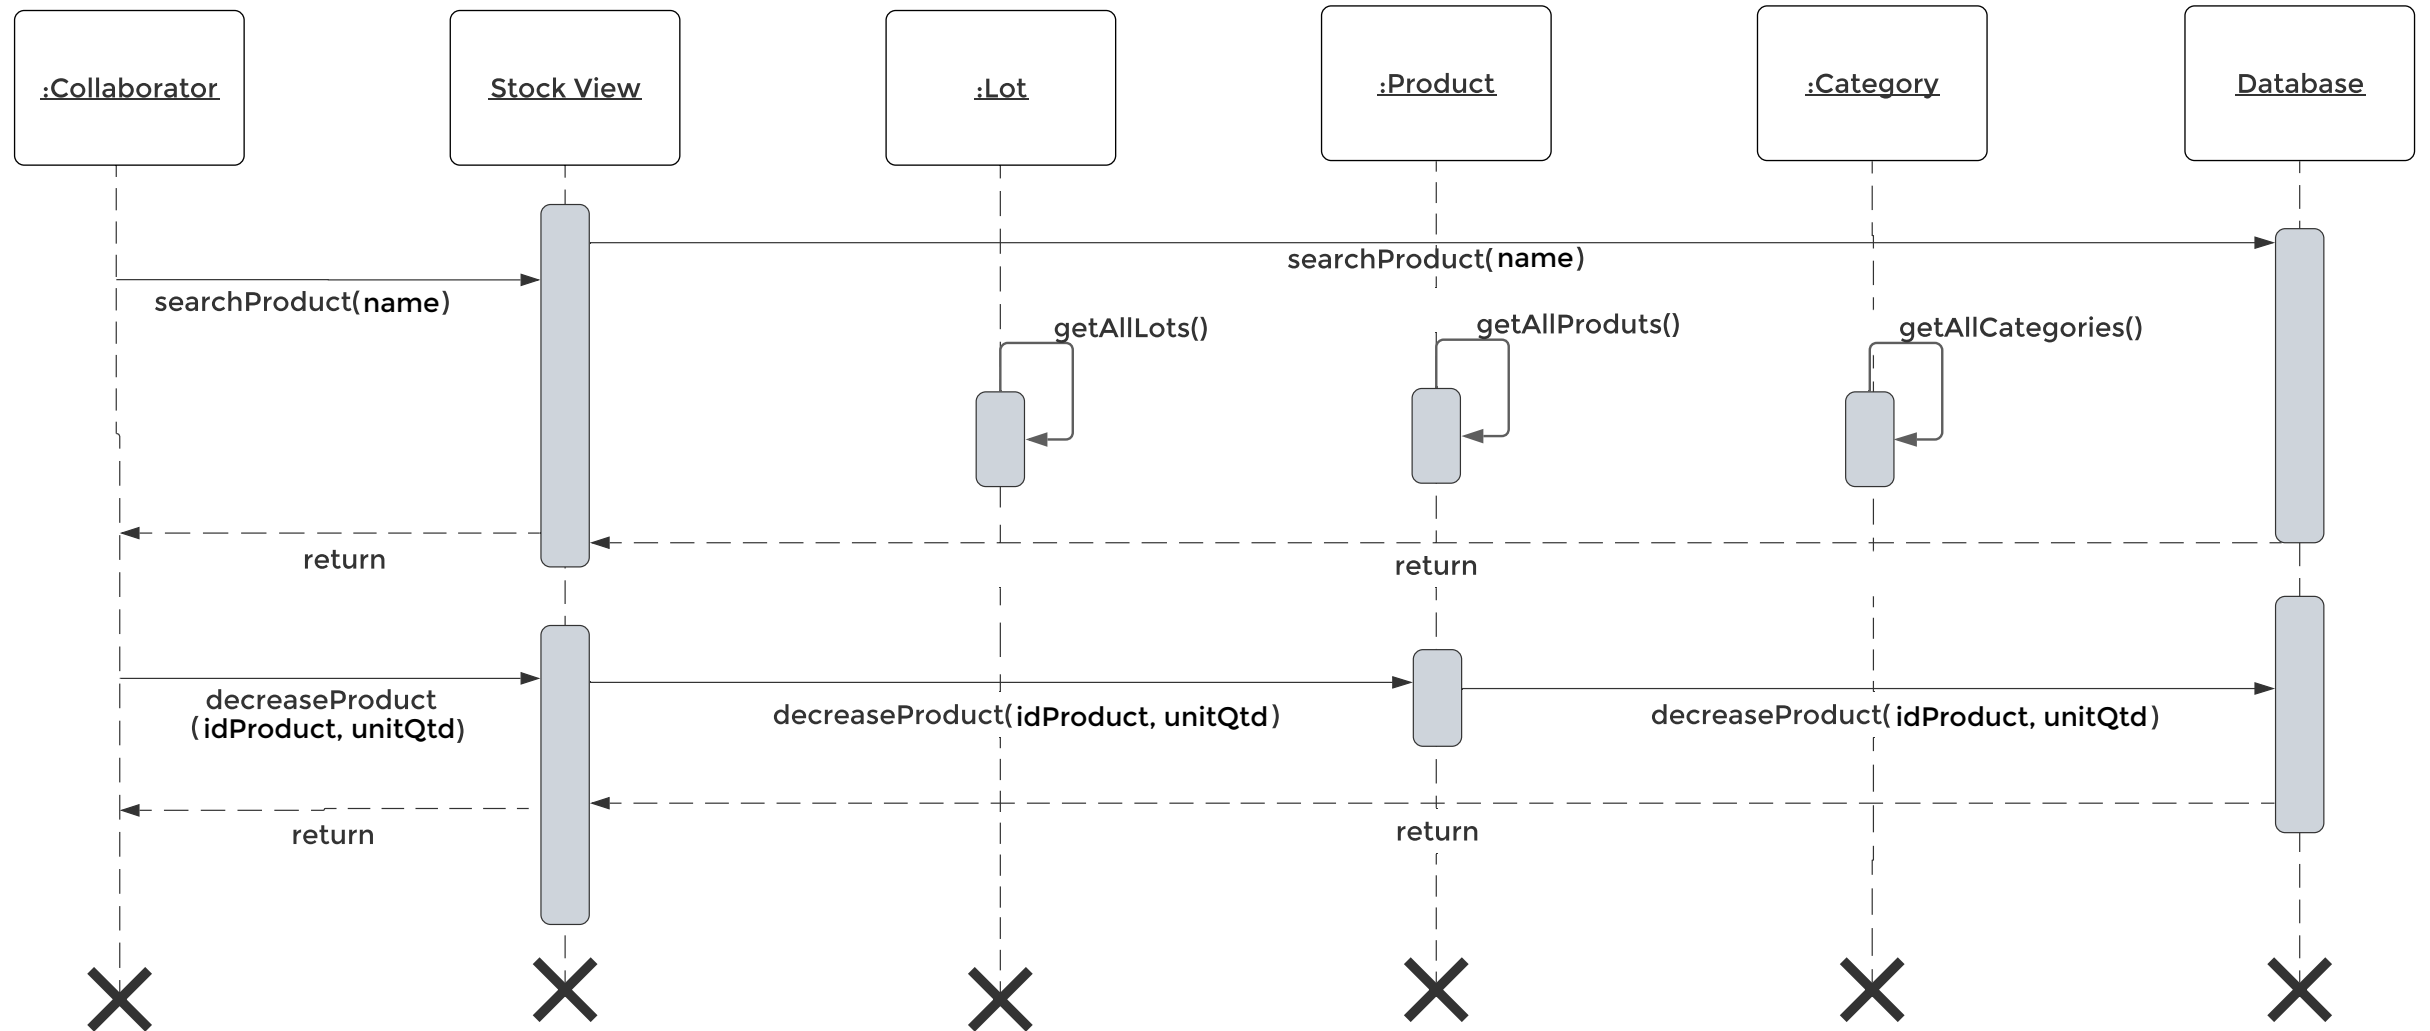 :Collaborator
Stock View
:Lot
:Product
:Category
Database
searchProduct(name)
searchProduct(name)
getAllLots()
getAllProduts()
getAllCategories()
return
return
decreaseProduct
(idProduct, unitQtd)
decreaseProduct(idProduct, unitQtd)
decreaseProduct(idProduct, unitQtd)
return
return